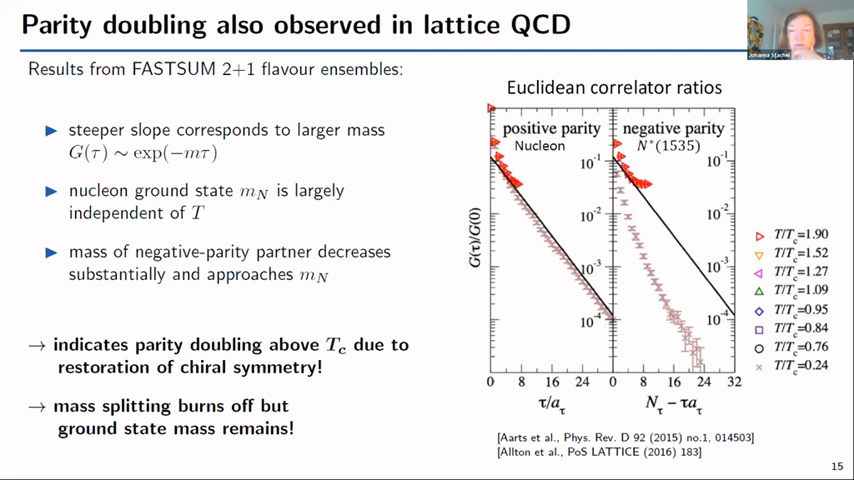 Parity doubling also observed in lattice QCD
Johanna Stachel
Results from FASTSUM 2+1 flavour ensembles:
▶ steeper slope corresponds to larger mass
G(τ) ∼ exp(−mτ)
▶ nucleon ground state m_N is largely
independent of T
▶ mass of negative-parity partner decreases
substantially and approaches m_N
→ indicates parity doubling above T_c due to
restoration of chiral symmetry!
→ mass splitting burns off but
ground state mass remains!
Euclidean correlator ratios
positive parity
Nucleon
negative parity
N*(1535)
G(τ)/G(0)
10^-1
10^-2
10^-3
10^-4
10^-1
10^-2
10^-3
10^-4
0 8 16 24 0 8 16 24 32
τ/a_τ
N_τ − τa_τ
T/T_c=1.90
T/T_c=1.52
T/T_c=1.27
T/T_c=1.09
T/T_c=0.95
T/T_c=0.84
T/T_c=0.76
T/T_c=0.24
[Aarts et al., Phys. Rev. D 92 (2015) no.1, 014503]
[Allton et al., PoS LATTICE (2016) 183]
15